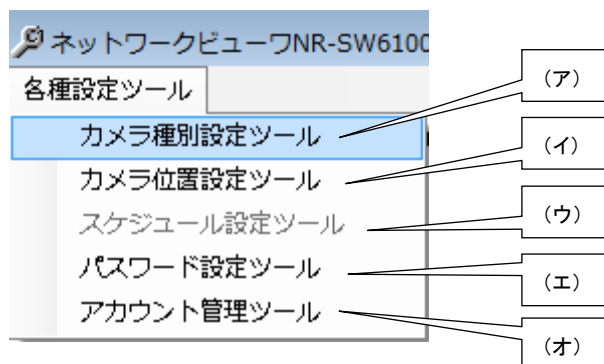 ネットワークビューワNR-SW6100
各種設定ツール
カメラ種別設定ツール
（ア）
カメラ位置設定ツール
（イ）
スケジュール設定ツール
（ウ）
パスワード設定ツール
（エ）
アカウント管理ツール
（オ）